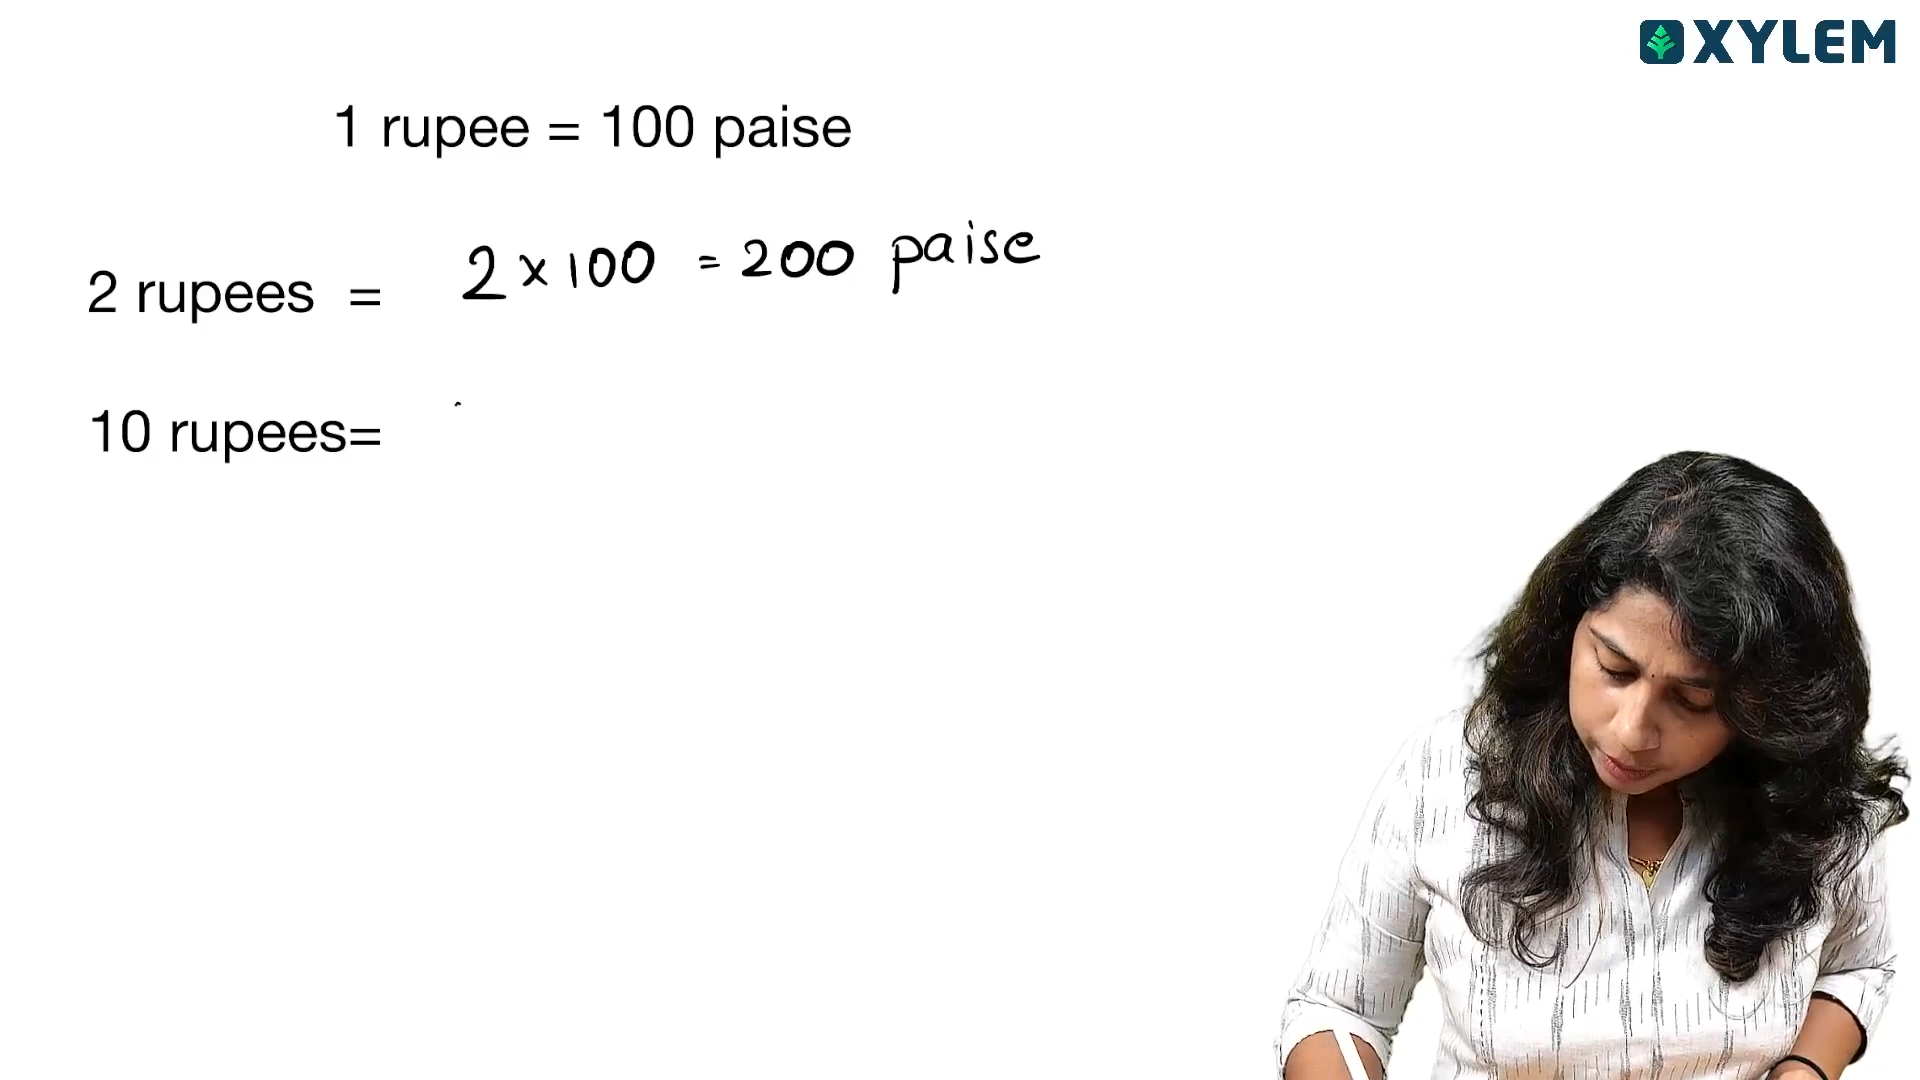 XYLEM
1 rupee = 100 paise
2 rupees = 2 × 100 = 200 paise
10 rupees=